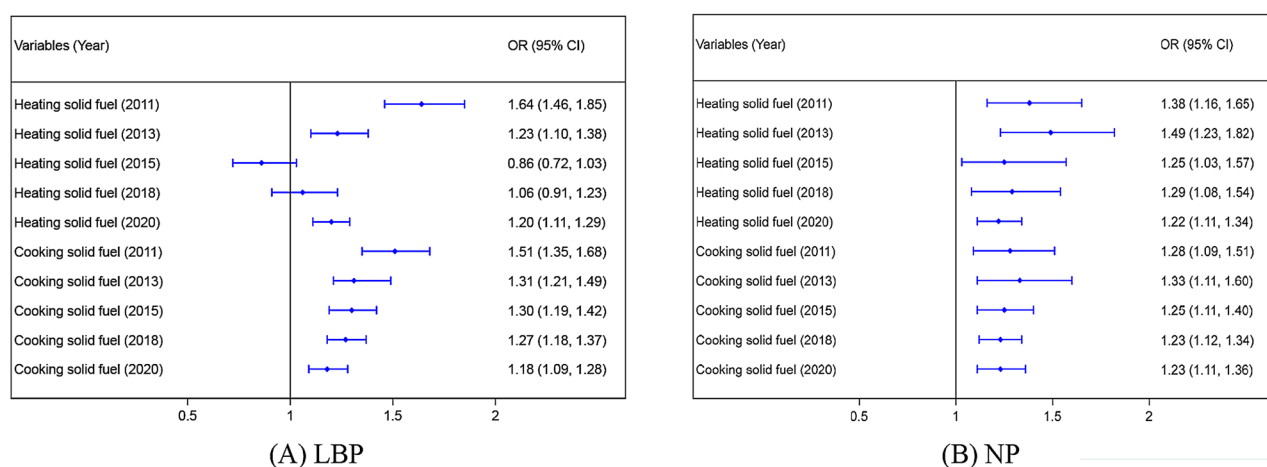 Variables (Year) OR (95% CI)
Heating solid fuel (2011) 1.64 (1.46, 1.85)
Heating solid fuel (2013) 1.23 (1.10, 1.38)
Heating solid fuel (2015) 0.86 (0.72, 1.03)
Heating solid fuel (2018) 1.06 (0.91, 1.23)
Heating solid fuel (2020) 1.20 (1.11, 1.29)
Cooking solid fuel (2011) 1.51 (1.35, 1.68)
Cooking solid fuel (2013) 1.31 (1.21, 1.49)
Cooking solid fuel (2015) 1.30 (1.19, 1.42)
Cooking solid fuel (2018) 1.27 (1.18, 1.37)
Cooking solid fuel (2020) 1.18 (1.09, 1.28)
0.5 1 1.5 2
(A) LBP
Variables (Year) OR (95% CI)
Heating solid fuel (2011) 1.38 (1.16, 1.65)
Heating solid fuel (2013) 1.49 (1.23, 1.82)
Heating solid fuel (2015) 1.25 (1.03, 1.57)
Heating solid fuel (2018) 1.29 (1.08, 1.54)
Heating solid fuel (2020) 1.22 (1.11, 1.34)
Cooking solid fuel (2011) 1.28 (1.09, 1.51)
Cooking solid fuel (2013) 1.33 (1.11, 1.60)
Cooking solid fuel (2015) 1.25 (1.11, 1.40)
Cooking solid fuel (2018) 1.23 (1.12, 1.34)
Cooking solid fuel (2020) 1.23 (1.11, 1.36)
0.5 1 1.5 2
(B) NP